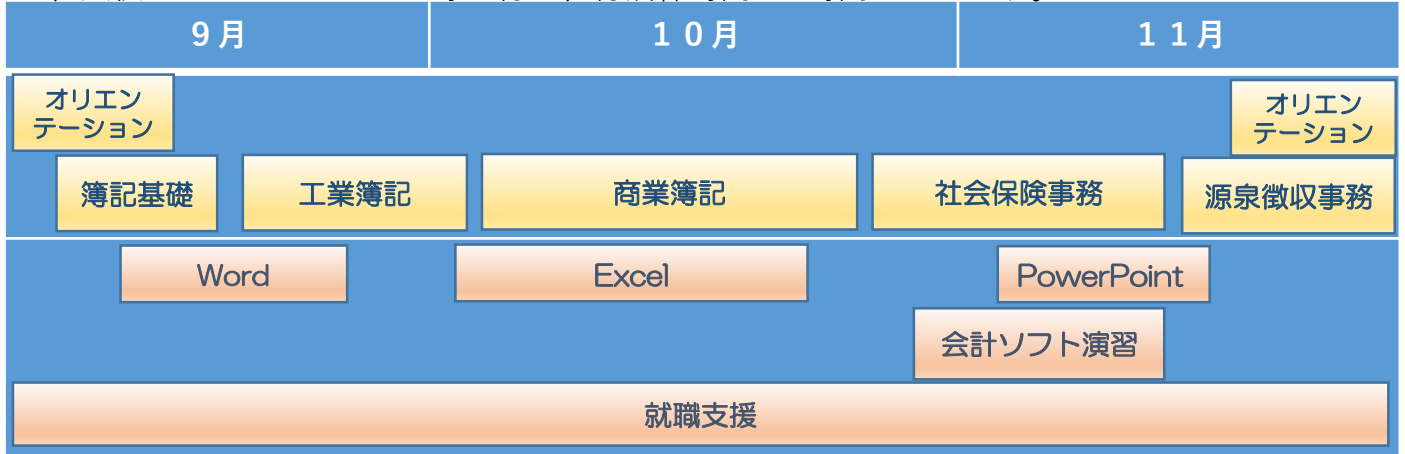 ９月
１０月
１１月
オリエン
テーション
オリエン
テーション
簿記基礎
工業簿記
商業簿記
社会保険事務
源泉徴収事務
Word
Excel
PowerPoint
会計ソフト演習
就職支援